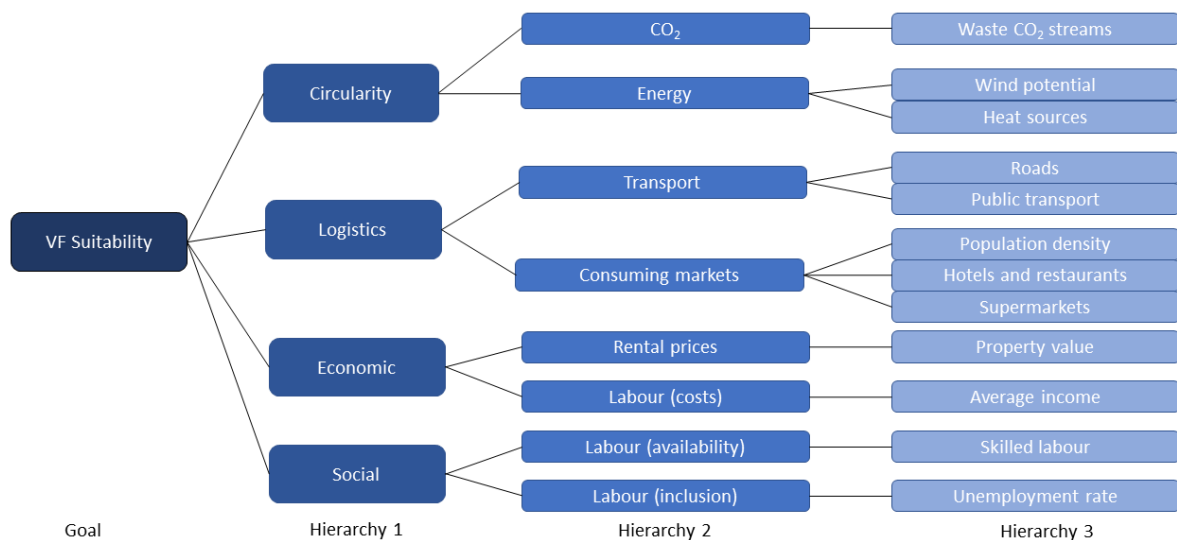 VF Suitability
Circularity
Logistics
Economic
Social
CO₂
Energy
Transport
Consuming markets
Rental prices
Labour (costs)
Labour (availability)
Labour (inclusion)
Waste CO₂ streams
Wind potential
Heat sources
Roads
Public transport
Population density
Hotels and restaurants
Supermarkets
Property value
Average income
Skilled labour
Unemployment rate
Goal
Hierarchy 1
Hierarchy 2
Hierarchy 3